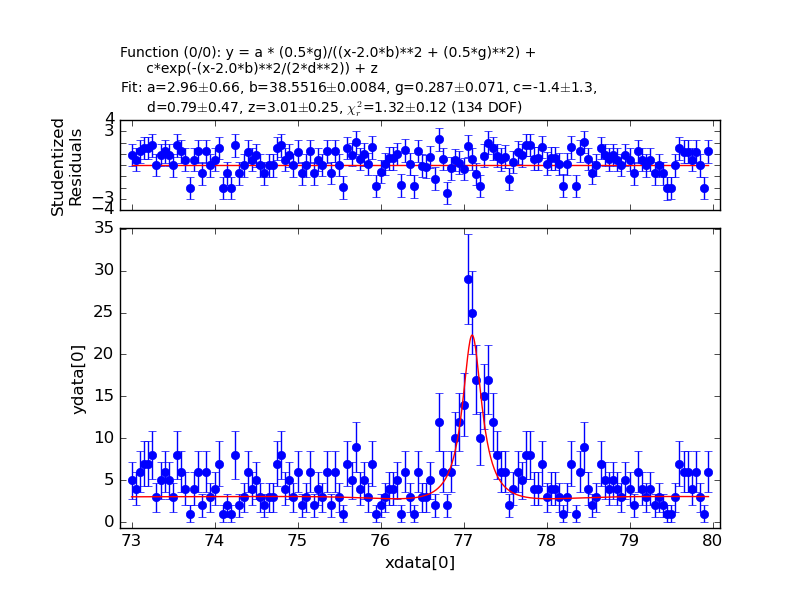 Function (0/0): y = a * (0.5*g)/((x-2.0*b)**2 + (0.5*g)**2) +
c*exp(-(x-2.0*b)**2/(2*d**2)) + z
Fit: a=2.96±0.66, b=38.5516±0.0084, g=0.287±0.071, c=-1.4±1.3,
d=0.79±0.47, z=3.01±0.25, χ²ᵣ=1.32±0.12 (134 DOF)
Studentized
Residuals
4
3
−3
−4
ydata[0]
35
30
25
20
15
10
5
0
73 74 75 76 77 78 79 80
xdata[0]